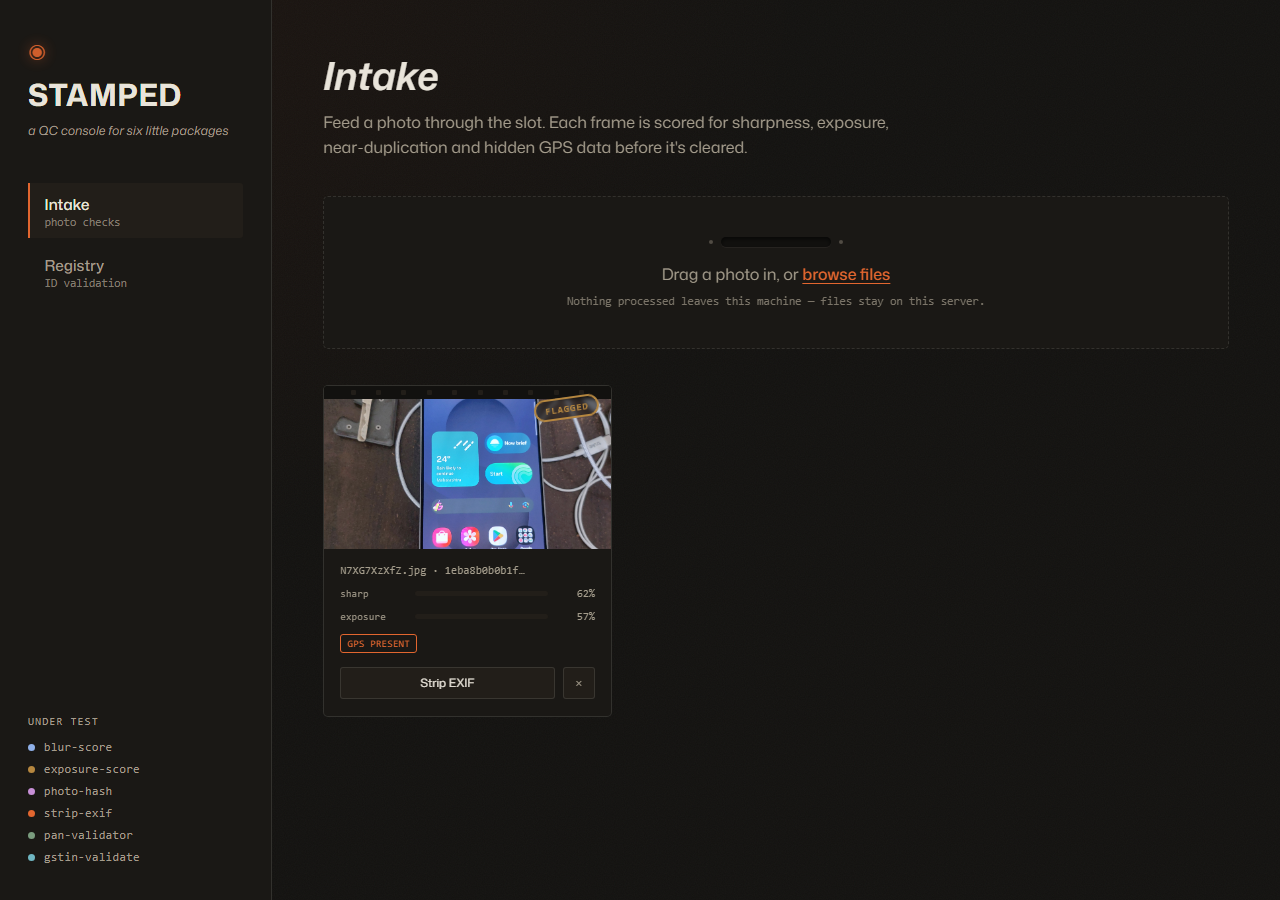 STAMPED
a QC console for six little packages
Intake
photo checks
Registry
ID validation
UNDER TEST
blur-score
exposure-score
photo-hash
strip-exif
pan-validator
gstin-validate
Intake
Feed a photo through the slot. Each frame is scored for sharpness, exposure,
near-duplication and hidden GPS data before it's cleared.
Drag a photo in, or browse files
Nothing processed leaves this machine — files stay on this server.
FLAGGED
Now brief
24°
Start
N7XG7XzXfZ.jpg · 1eba8b0b0b1f…
sharp 62%
exposure 57%
GPS PRESENT
Strip EXIF ×